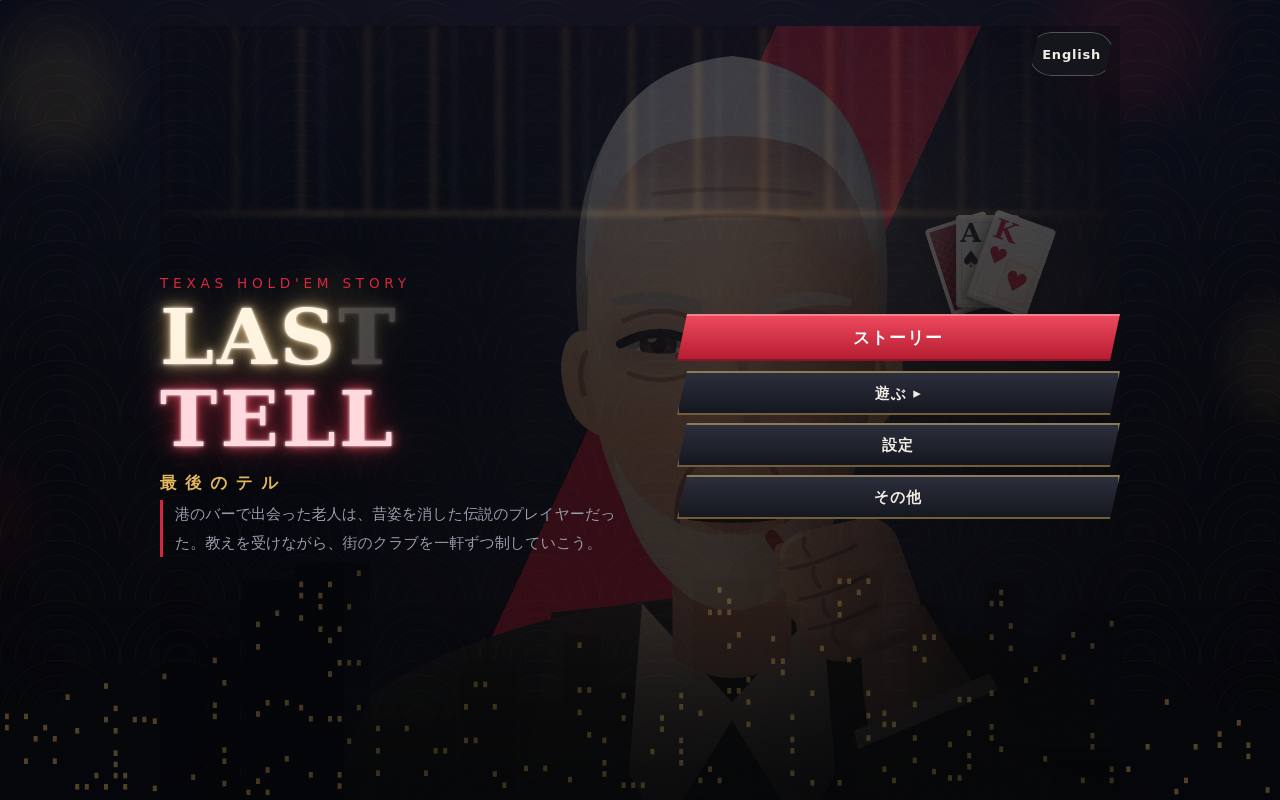 English
A
K
TEXAS HOLD'EM STORY
LAST
TELL
最後のテル
港のバーで出会った老人は、昔姿を消した伝説のプレイヤーだっ
た。教えを受けながら、街のクラブを一軒ずつ制していこう。
ストーリー
遊ぶ ▸
設定
その他